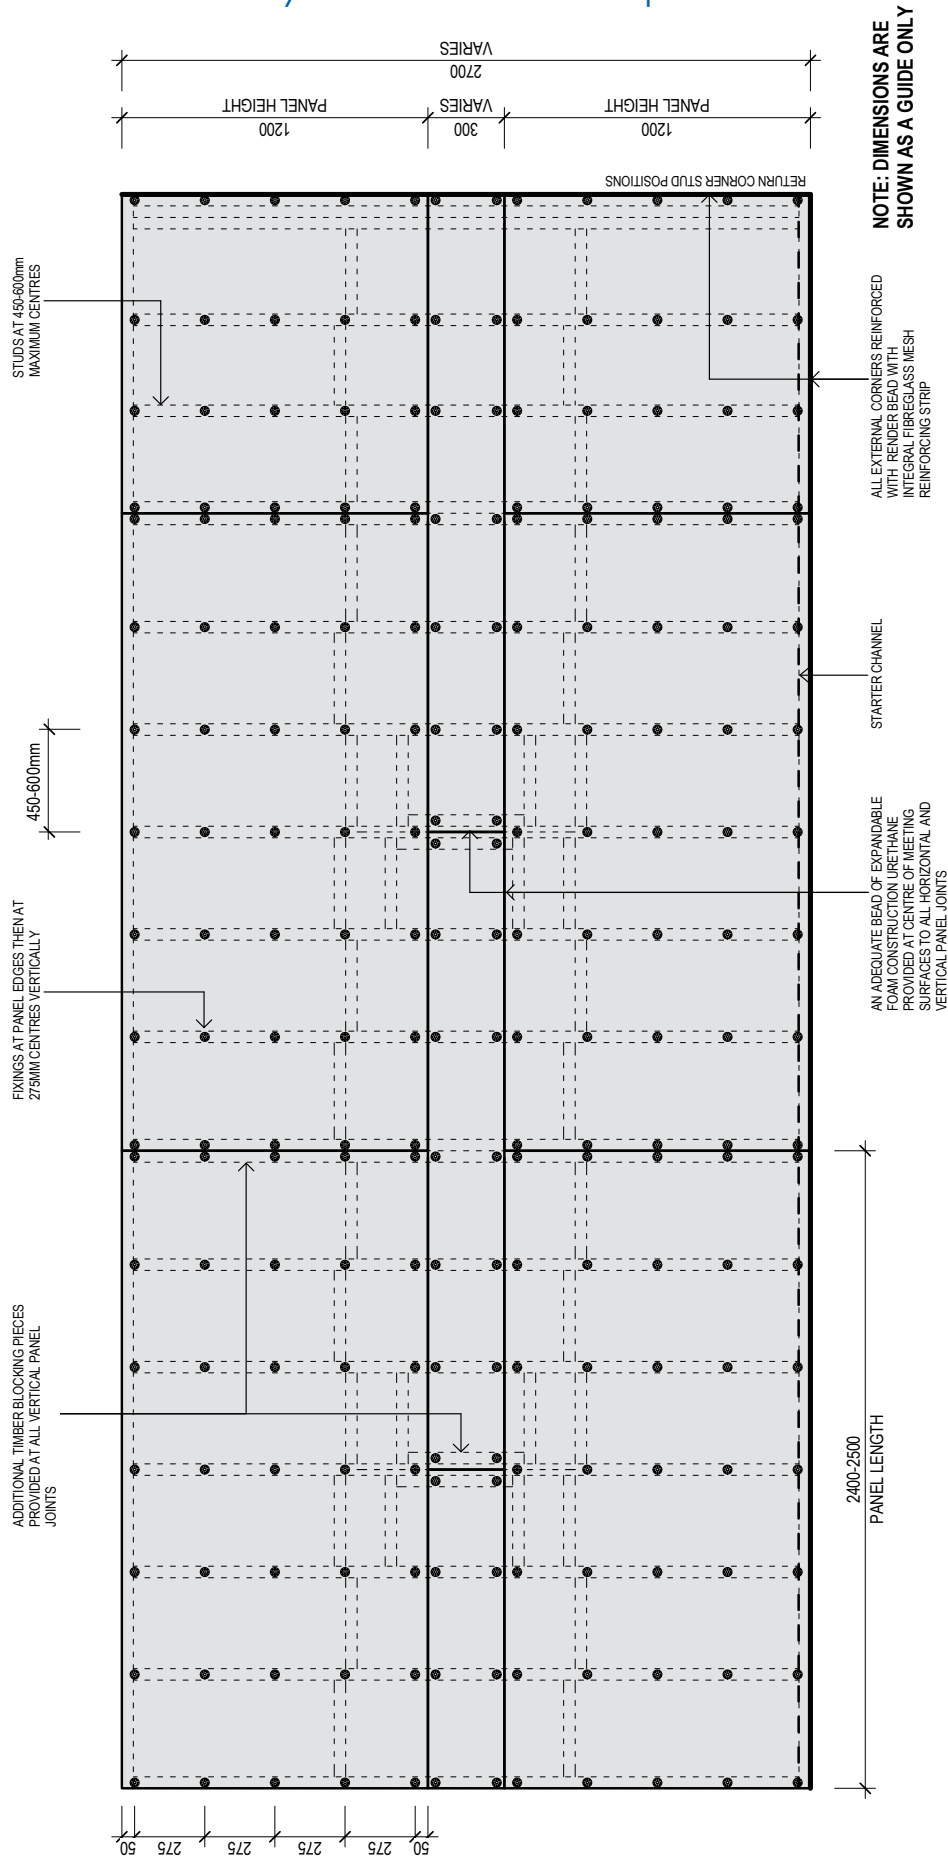 VARIES
2700
PANEL HEIGHT
1200
VARIES
300
PANEL HEIGHT
1200
RETURN CORNER STUD POSITIONS
NOTE: DIMENSIONS ARE
SHOWN AS A GUIDE ONLY
STUDS AT 450-600mm
MAXIMUM CENTRES
ALL EXTERNAL CORNERS REINFORCED
WITH RENDER BEAD WITH
INTEGRAL FIBREGLASS MESH
REINFORCING STRIP
450-600mm
STARTER CHANNEL
FIXINGS AT PANEL EDGES THEN AT
275MM CENTRES VERTICALLY
AN ADEQUATE BEAD OF EXPANDABLE
FOAM CONSTRUCTION URETHANE
PROVIDED AT CENTRE OF MEETING
SURFACES TO ALL HORIZONTAL AND
VERTICAL PANEL JOINTS
ADDITIONAL TIMBER BLOCKING PIECES
PROVIDED AT ALL VERTICAL PANEL
JOINTS
2400-2500
PANEL LENGTH
50
275
275
275
275
50